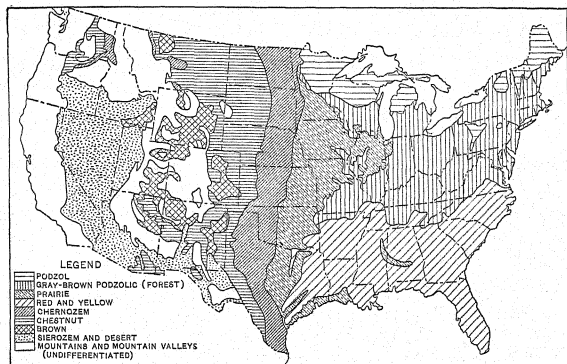 LEGEND
PODZOL
GRAY-BROWN PODZOLIC (FOREST)
PRAIRIE
RED AND YELLOW
CHERNOZEM
CHESTNUT
BROWN
SIEROZEM AND DESERT
MOUNTAINS AND MOUNTAIN VALLEYS
(UNDIFFERENTIATED)